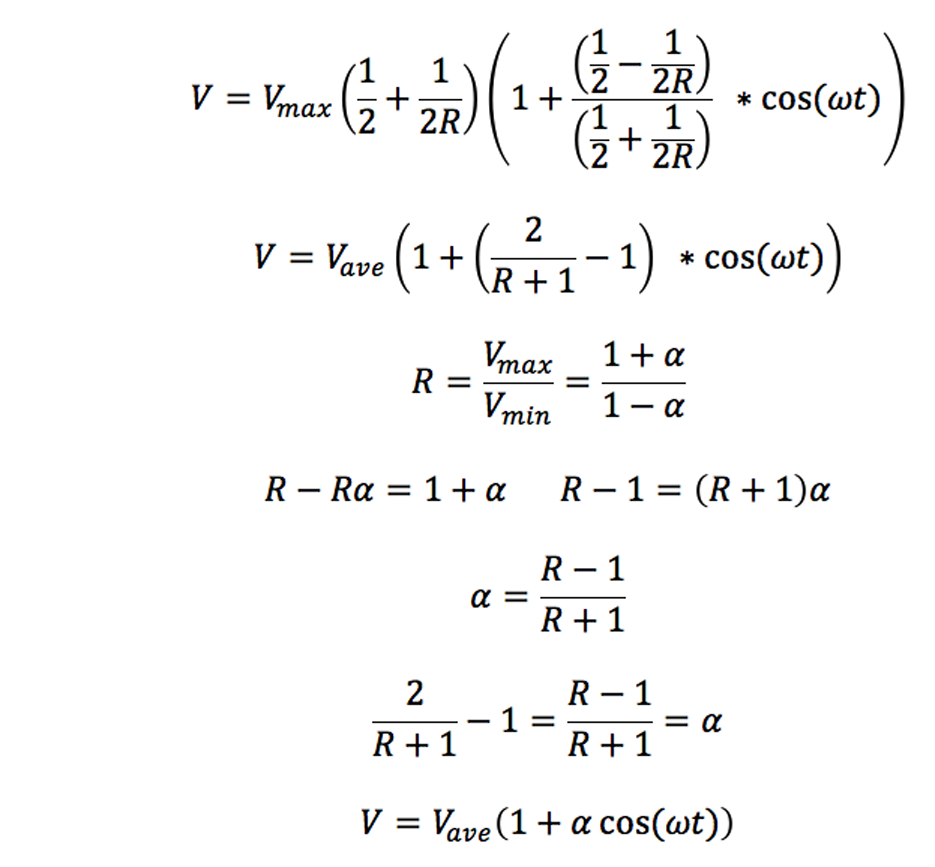 V = V_max (1/2 + 1/2R) (1 + (1/2 − 1/2R)/(1/2 + 1/2R) * cos(ωt))
V = V_ave (1 + (2/(R + 1) − 1) * cos(ωt))
R = V_max/V_min = (1 + α)/(1 − α)
R − Rα = 1 + α R − 1 = (R + 1)α
α = (R − 1)/(R + 1)
2/(R + 1) − 1 = (R − 1)/(R + 1) = α
V = V_ave(1 + α cos(ωt))